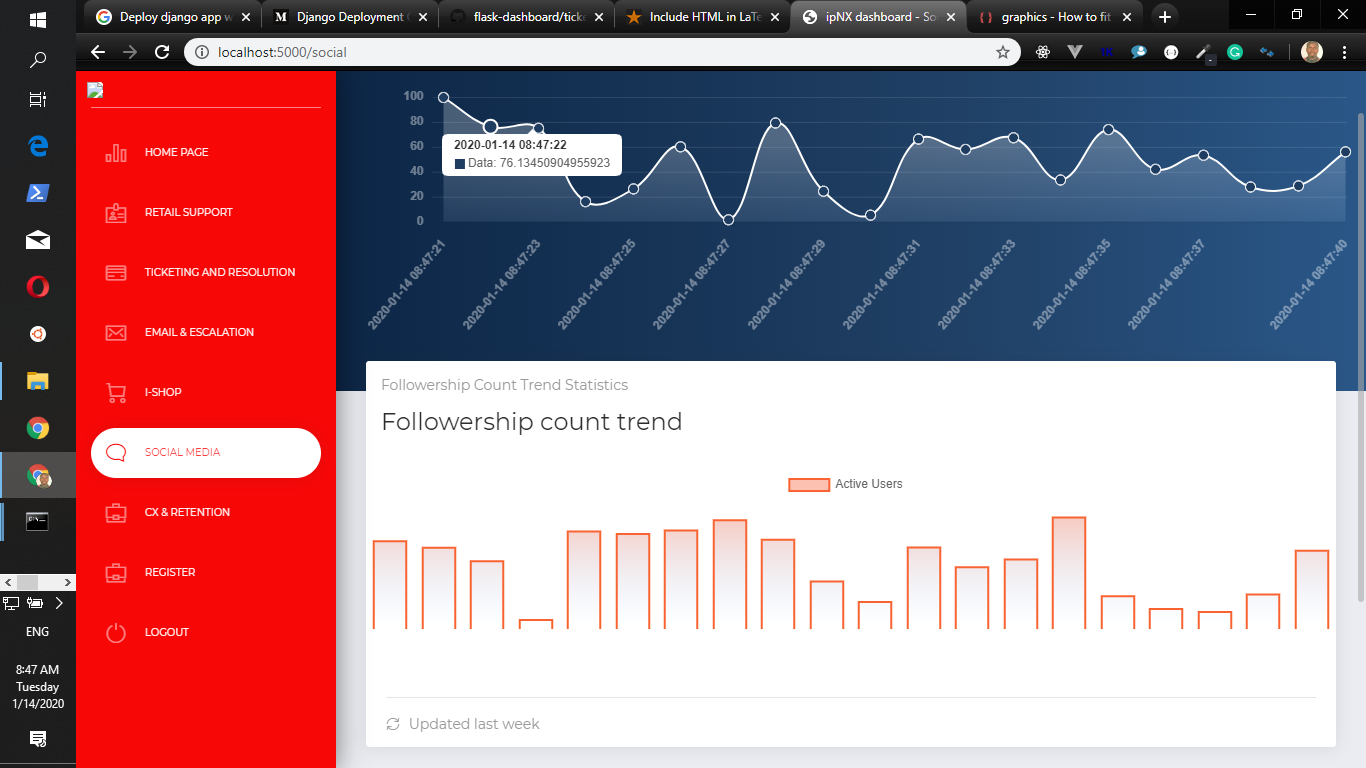 Deploy django app w
Django Deployment
flask-dashboard/ticke
Include HTML in LaTe
ipNX dashboard - So
graphics - How to fit
localhost:5000/social
HOME PAGE
RETAIL SUPPORT
TICKETING AND RESOLUTION
EMAIL & ESCALATION
I-SHOP
SOCIAL MEDIA
CX & RETENTION
REGISTER
LOGOUT
100
80
60
40
20
0
2020-01-14 08:47:22
Data: 76.13450904955923
2020-01-14 08:47:21
2020-01-14 08:47:23
2020-01-14 08:47:25
2020-01-14 08:47:27
2020-01-14 08:47:29
2020-01-14 08:47:31
2020-01-14 08:47:33
2020-01-14 08:47:35
2020-01-14 08:47:37
2020-01-14 08:47:40
Followership Count Trend Statistics
Followership count trend
Active Users
Updated last week
ENG
8:47 AM
Tuesday
1/14/2020